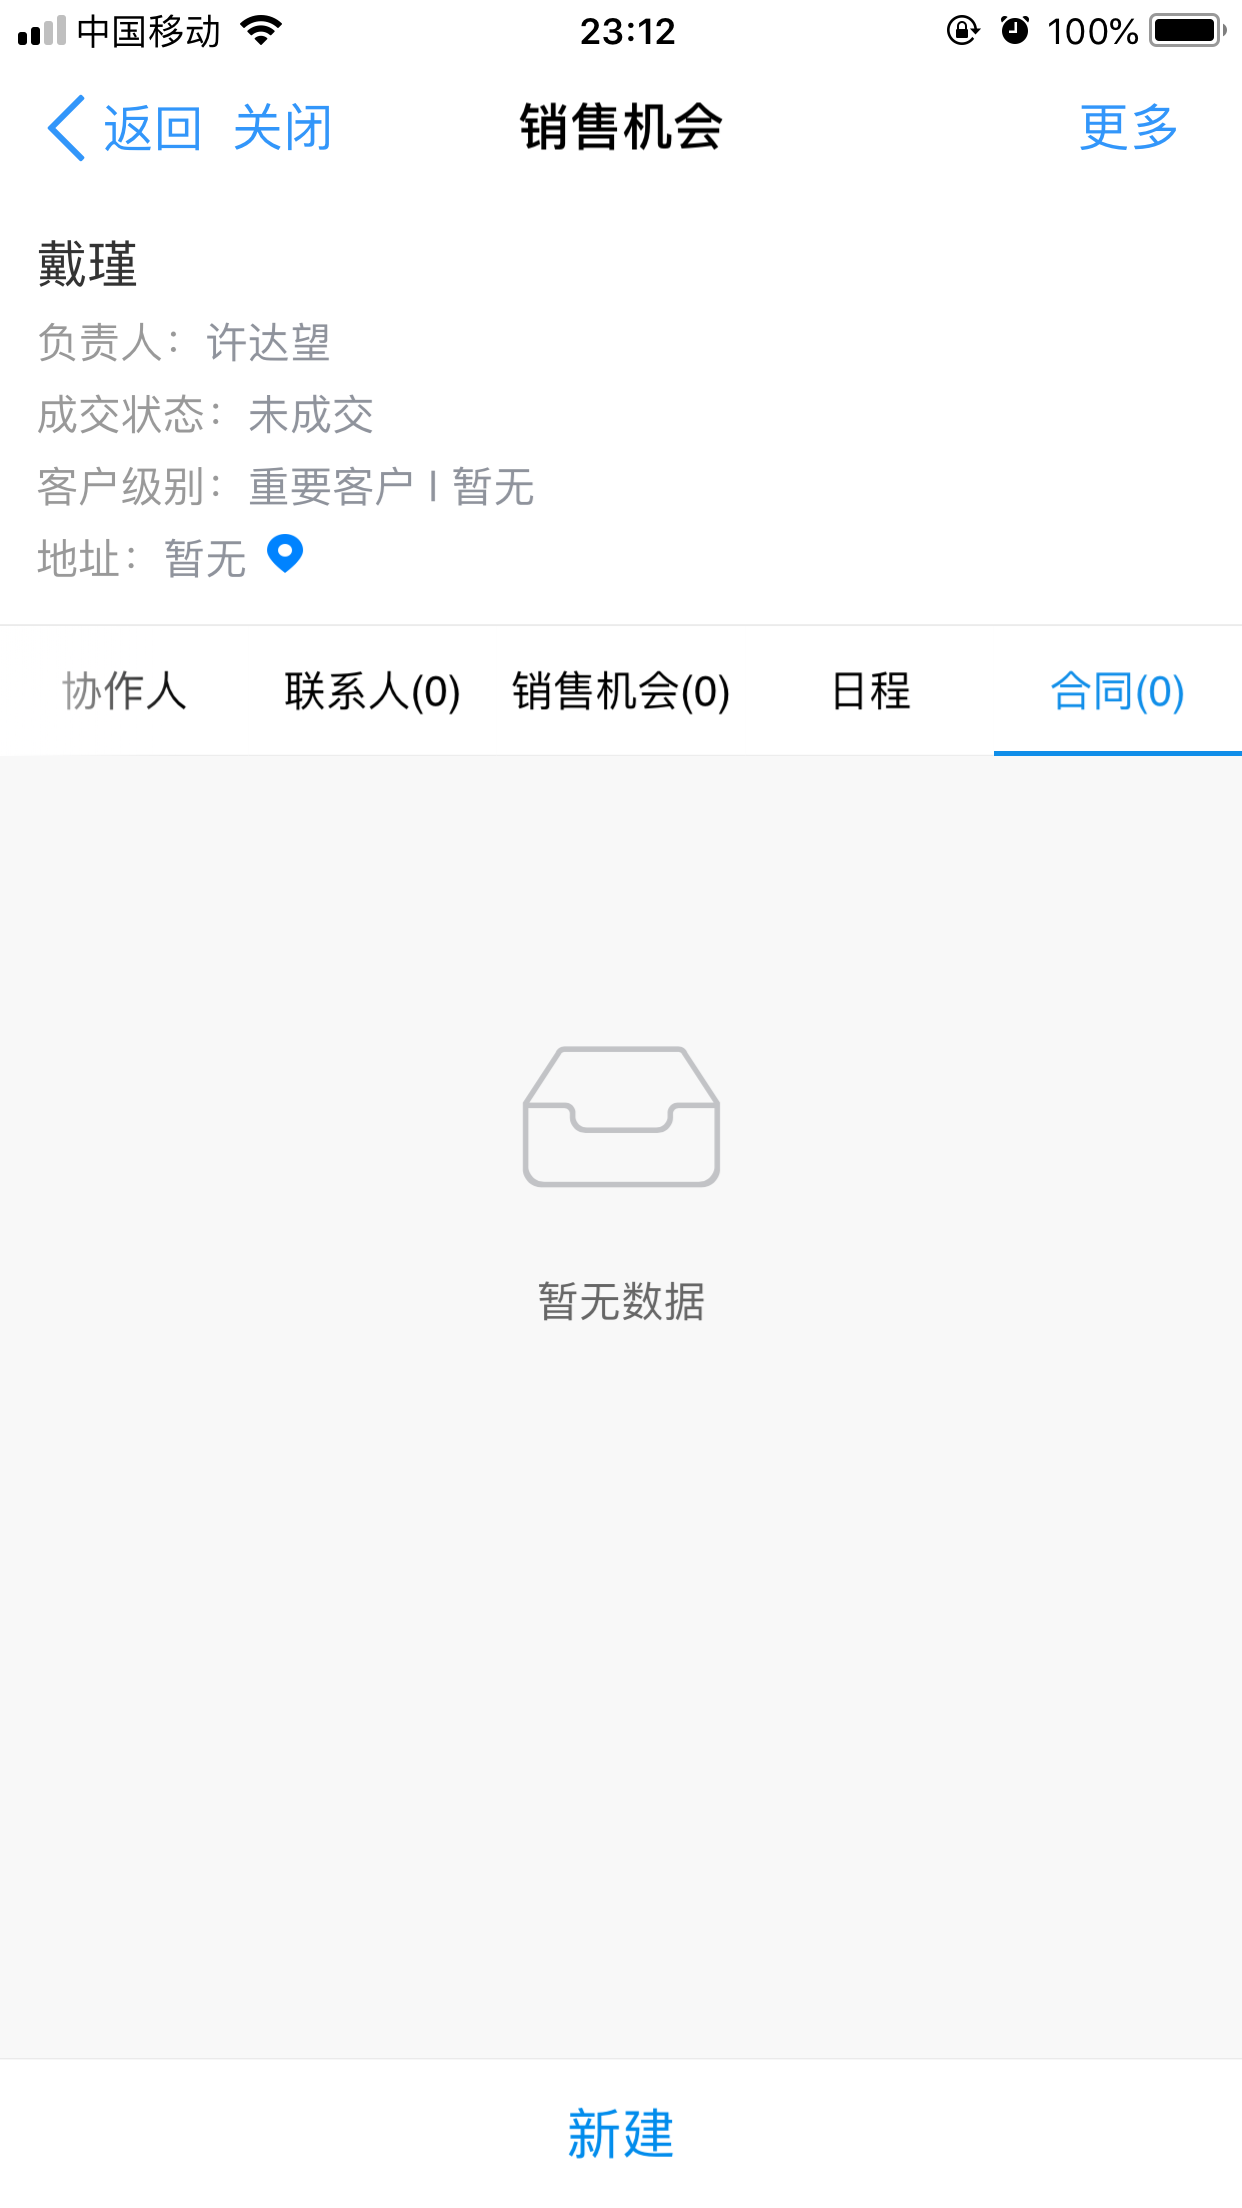 中国移动 23:12 100%
返回 关闭 销售机会 更多
戴瑾
负责人：许达望
成交状态：未成交
客户级别：重要客户 | 暂无
地址：暂无
协作人 联系人(0) 销售机会(0) 日程 合同(0)
暂无数据
新建